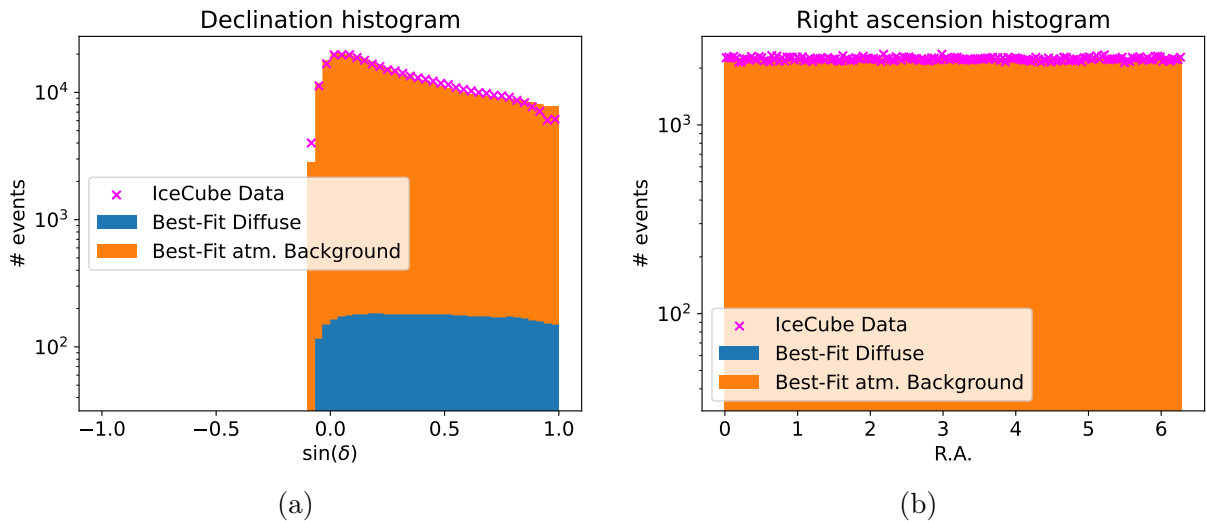 Declination histogram
# events
10⁴
10³
10²
IceCube Data
Best-Fit Diffuse
Best-Fit atm. Background
−1.0 −0.5 0.0 0.5 1.0
sin(δ)
(a)
Right ascension histogram
# events
10³
10²
IceCube Data
Best-Fit Diffuse
Best-Fit atm. Background
0 1 2 3 4 5 6
R.A.
(b)